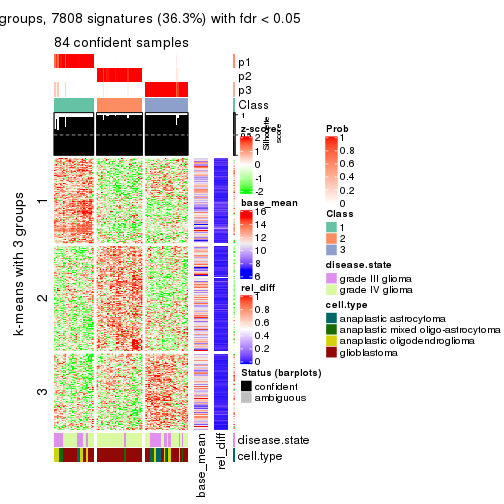 groups, 7808 signatures (36.3%) with fdr < 0.05
84 confident samples
p1
p2
p3
Class
1
Silhouette
score
k-means with 3 groups
1
2
3
base_mean
rel_diff
disease.state
cell.type
z-score
2
1
0
-1
-2
base_mean
16
14
12
10
8
6
rel_diff
1
0.8
0.6
0.4
0.2
0
Status (barplots)
confident
ambiguous
Prob
1
0.8
0.6
0.4
0.2
0
Class
1
2
3
disease.state
grade III glioma
grade IV glioma
cell.type
anaplastic astrocytoma
anaplastic mixed oligo-astrocytoma
anaplastic oligodendroglioma
glioblastoma